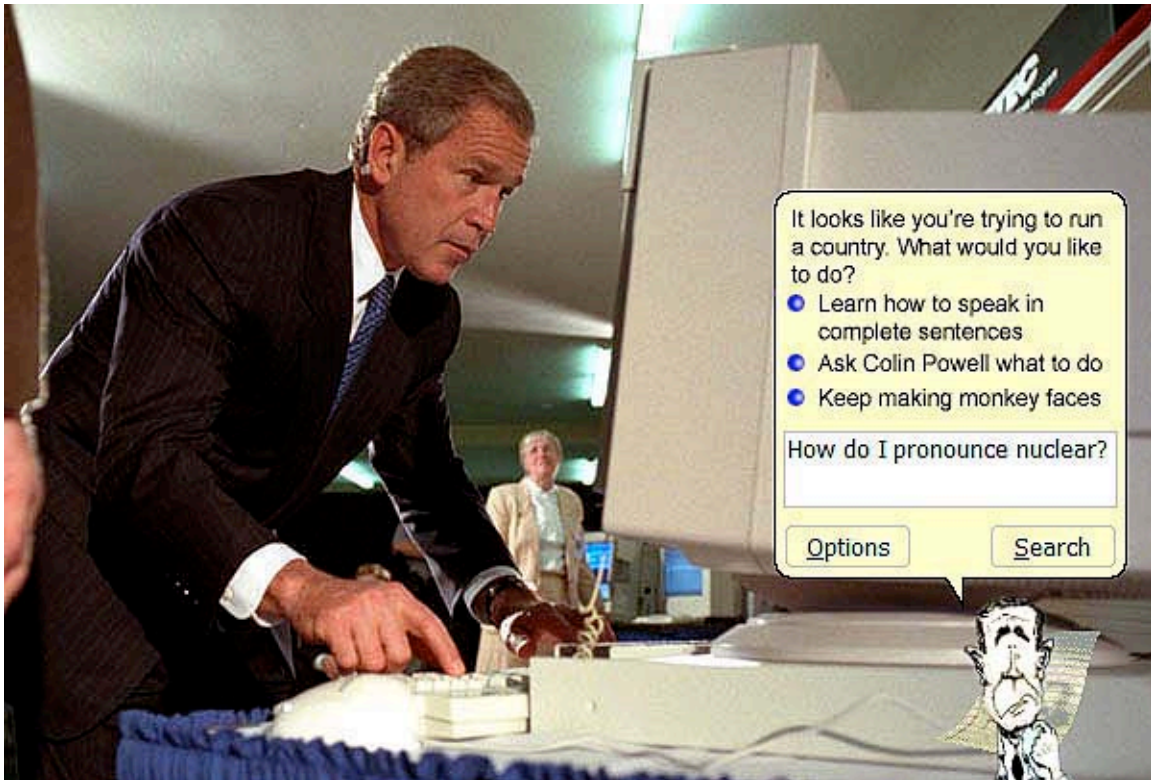 It looks like you're trying to run
a country. What would you like
to do?
Learn how to speak in
complete sentences
Ask Colin Powell what to do
Keep making monkey faces
How do I pronounce nuclear?
Options
Search